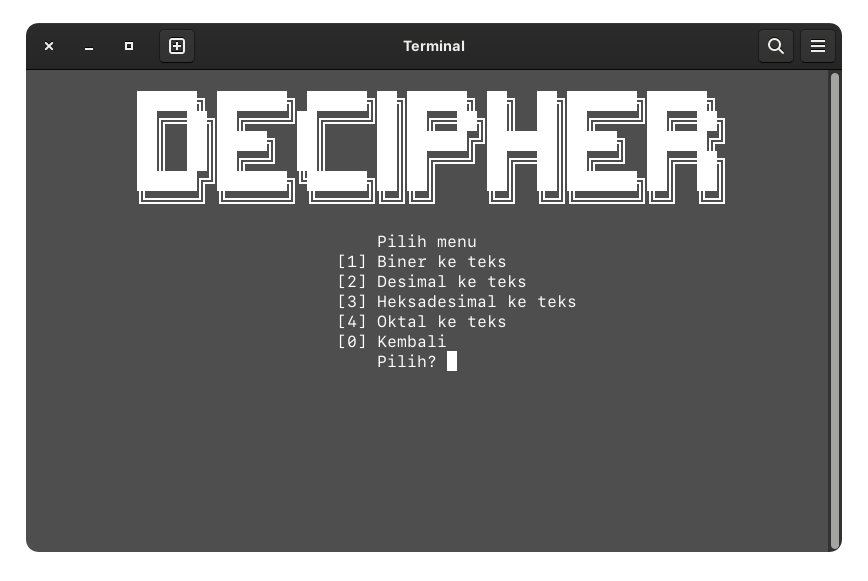 Terminal
DECIPHER
Pilih menu
[1] Biner ke teks
[2] Desimal ke teks
[3] Heksadesimal ke teks
[4] Oktal ke teks
[0] Kembali
Pilih?